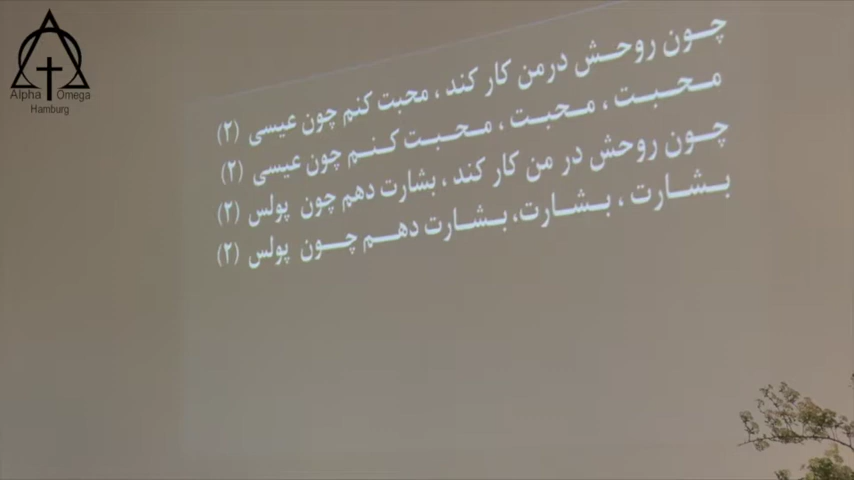 Alpha Omega
Hamburg
چون روحش درمن کار کند ، محبت کنم چون عیسی (۲)
محبت ، محبت ، محبت کنم چون عیسی (۲)
چون روحش در من کار کند ، بشارت دهم چون پولس (۲)
بشارت ، بشارت، بشارت دهم چون پولس (۲)